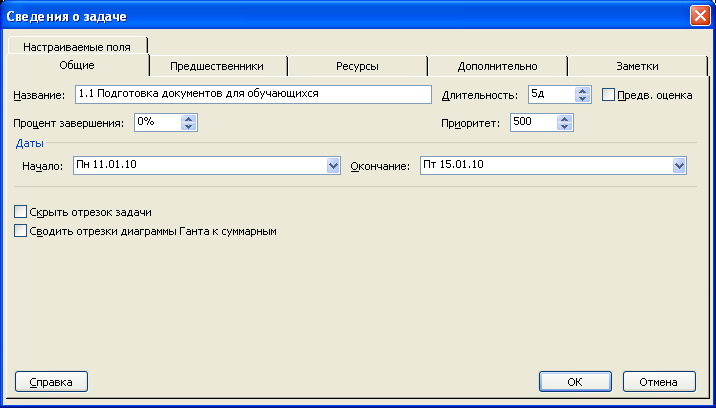 Сведения о задаче
Настраиваемые поля
Общие Предшественники Ресурсы Дополнительно Заметки
Название: 1.1 Подготовка документов для обучающихся Длительность: 5д Предв. оценка
Процент завершения: 0% Приоритет: 500
Даты
Начало: Пн 11.01.10 Окончание: Пт 15.01.10
Скрыть отрезок задачи
Сводить отрезки диаграммы Ганта к суммарным
Справка ОК Отмена